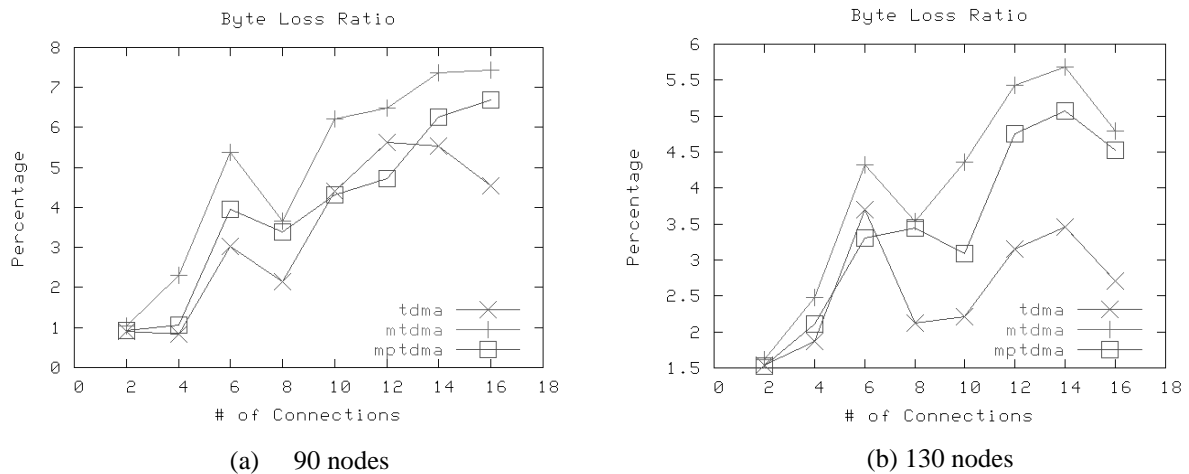 Byte Loss Ratio
8
7
6
5
4
3
2
1
0
Percentage
tdma
mtdma
mptdma
0 2 4 6 8 10 12 14 16 18
# of Connections
(a) 90 nodes
Byte Loss Ratio
6
5.5
5
4.5
4
3.5
3
2.5
2
1.5
Percentage
tdma
mtdma
mptdma
0 2 4 6 8 10 12 14 16 18
# of Connections
(b) 130 nodes